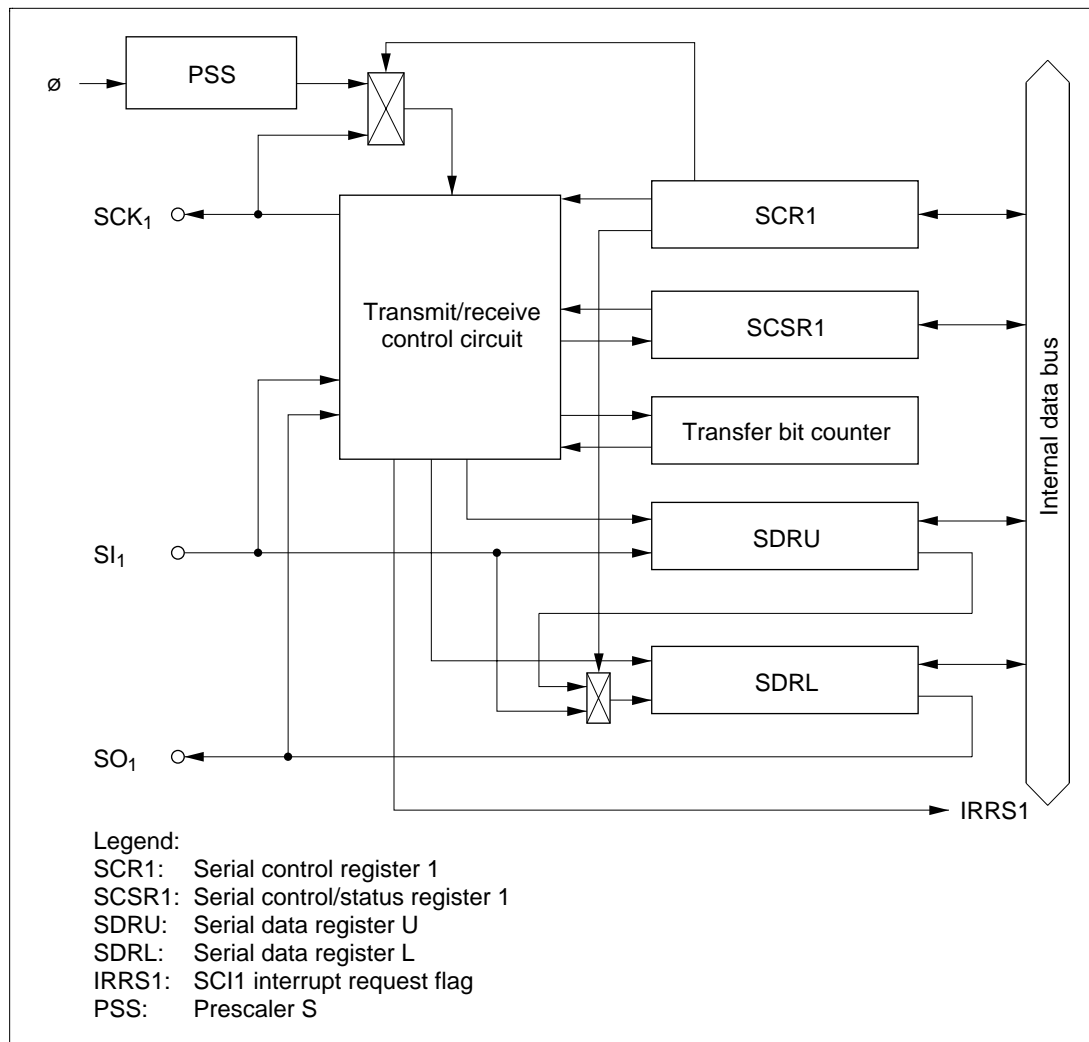 ø
PSS
SCK1
SCR1
Transmit/receive
control circuit
SCSR1
Transfer bit counter
SI1
SDRU
SDRL
SO1
Internal data bus
IRRS1
Legend:
SCR1: Serial control register 1
SCSR1: Serial control/status register 1
SDRU: Serial data register U
SDRL: Serial data register L
IRRS1: SCI1 interrupt request flag
PSS: Prescaler S